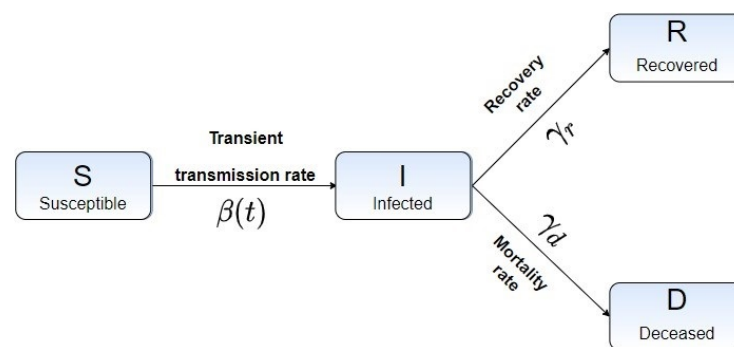 S
Susceptible
Transient
transmission rate
β(t)
I
Infected
Recovery
rate
γr
R
Recovered
γd
Mortality
rate
D
Deceased